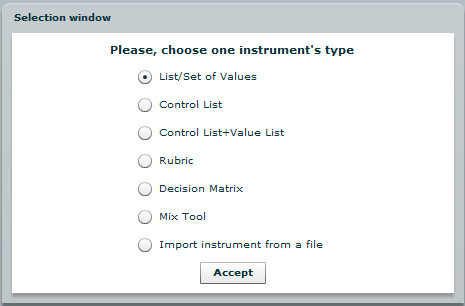 Selection window
Please, choose one instrument's type
List/Set of Values
Control List
Control List+Value List
Rubric
Decision Matrix
Mix Tool
Import instrument from a file
Accept